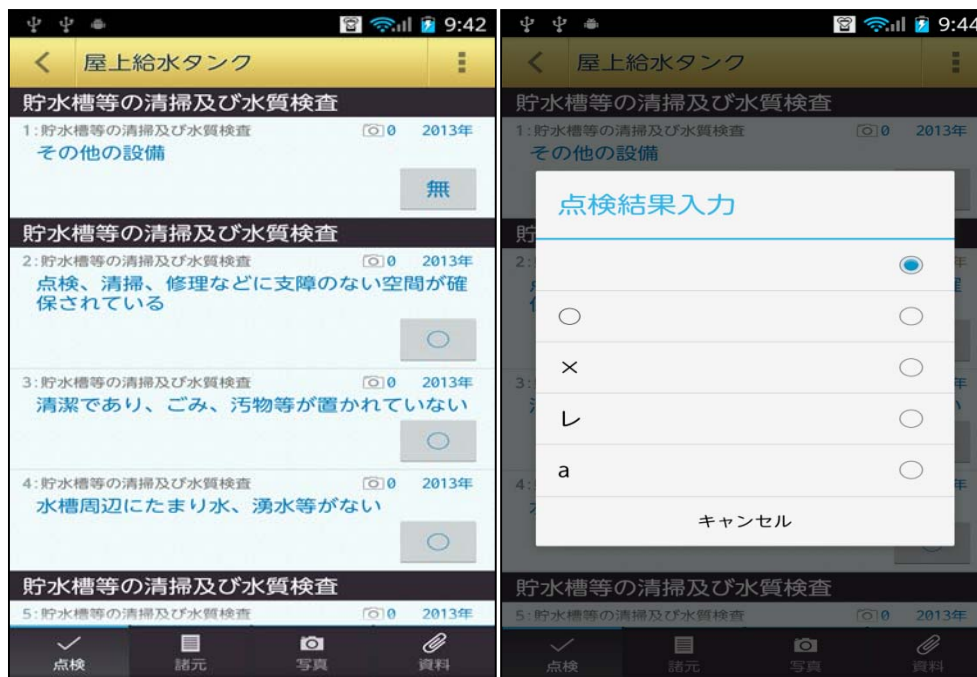 9:42
屋上給水タンク
貯水槽等の清掃及び水質検査
1:貯水槽等の清掃及び水質検査 0 2013年
その他の設備
無
貯水槽等の清掃及び水質検査
2:貯水槽等の清掃及び水質検査 0 2013年
点検、清掃、修理などに支障のない空間が確
保されている
○
3:貯水槽等の清掃及び水質検査 0 2013年
清潔であり、ごみ、汚物等が置かれていない
○
4:貯水槽等の清掃及び水質検査 0 2013年
水槽周辺にたまり水、湧水等がない
○
貯水槽等の清掃及び水質検査
5:貯水槽等の清掃及び水質検査 0 2013年
点検 諸元 写真 資料
9:44
屋上給水タンク
貯水槽等の清掃及び水質検査
1:貯水槽等の清掃及び水質検査 0 2013年
その他の設備
点検結果入力
○
×
レ
a
キャンセル
貯水槽等の清掃及び水質検査
5:貯水槽等の清掃及び水質検査 0 2013年
点検 諸元 写真 資料